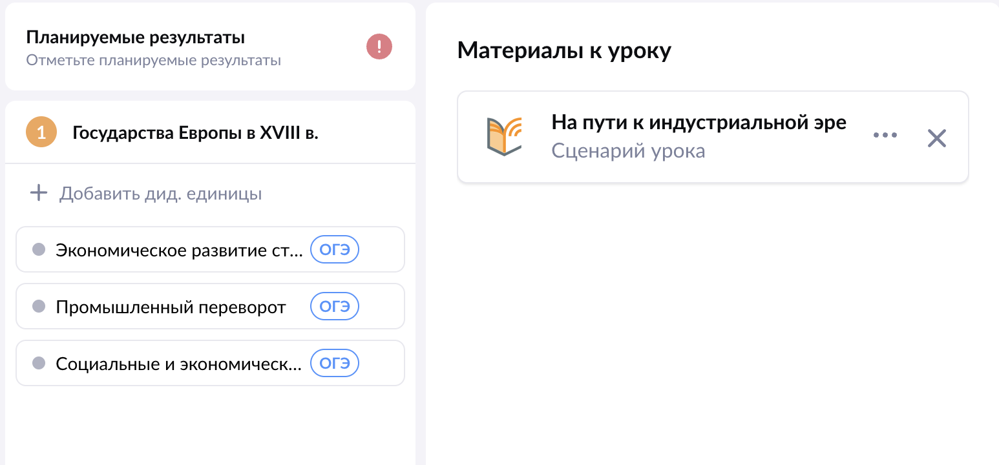 Планируемые результаты
Отметьте планируемые результаты
!
1 Государства Европы в XVIII в.
+ Добавить дид. единицы
Экономическое развитие ст... ОГЭ
Промышленный переворот ОГЭ
Социальные и экономическ... ОГЭ
Материалы к уроку
На пути к индустриальной эре
Сценарий урока